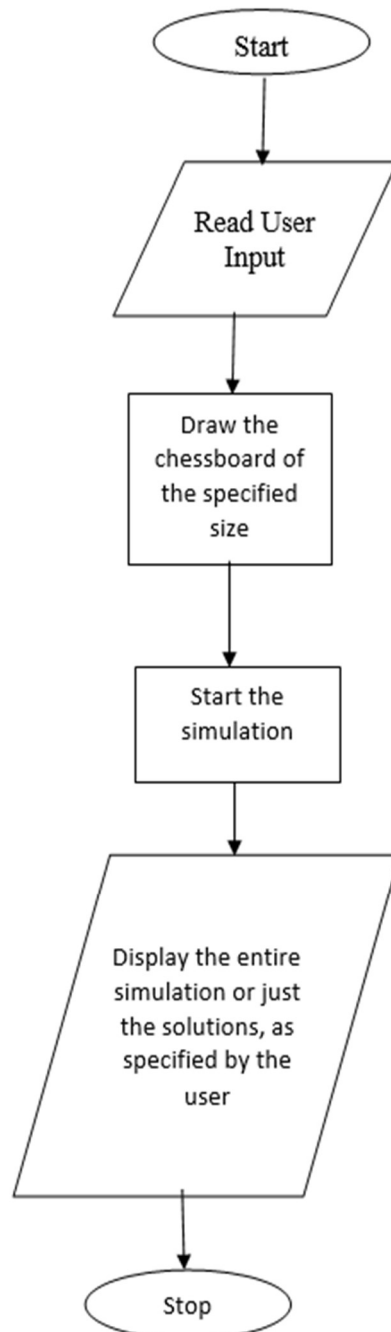 Start
Read User
Input
Draw the
chessboard of
the specified
size
Start the
simulation
Display the entire
simulation or just
the solutions, as
specified by the
user
Stop